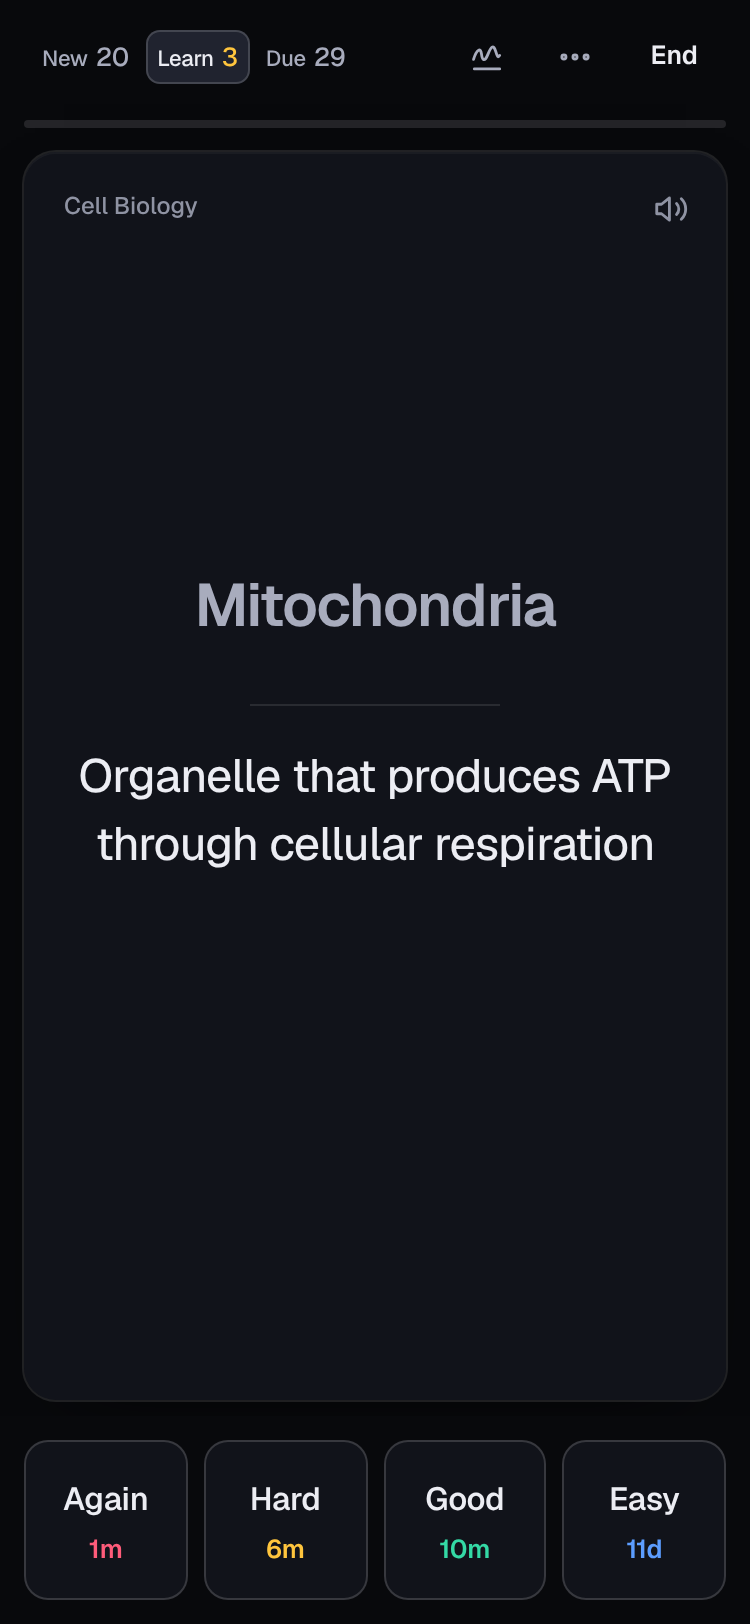 New 20 Learn 3 Due 29 End
Cell Biology
Mitochondria
Organelle that produces ATP
through cellular respiration
Again Hard Good Easy
1m 6m 10m 11d